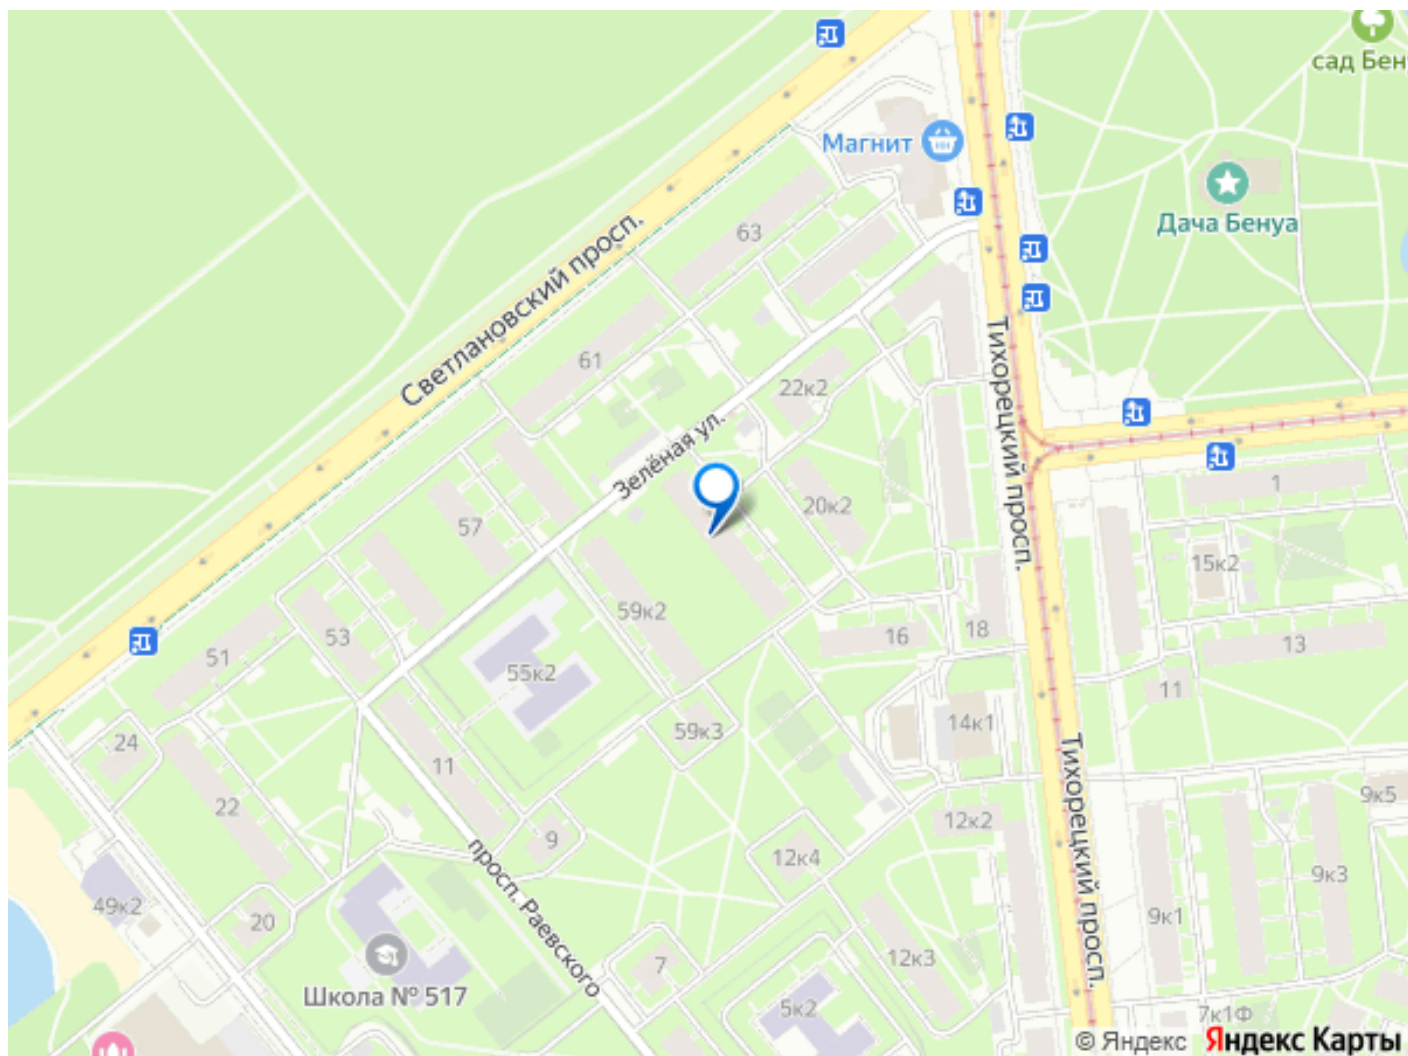 сад Бен
Магнит
Дача Бенуа
63
Светлановский просп.
61
22к2
Тихорецкий просп.
Зелёная ул.
57
20к2
1
15к2
59к2
53
16
18
13
51
55к2
11
59к3
14к1
24
11
22
9к5
12к2
9
12к4
9к3
просп. Раевского
Тихорецкий просп.
49к2
20
9к1
7
12к3
Школа № 517
5к2
7к1Ф
© Яндекс Яндекс Карты